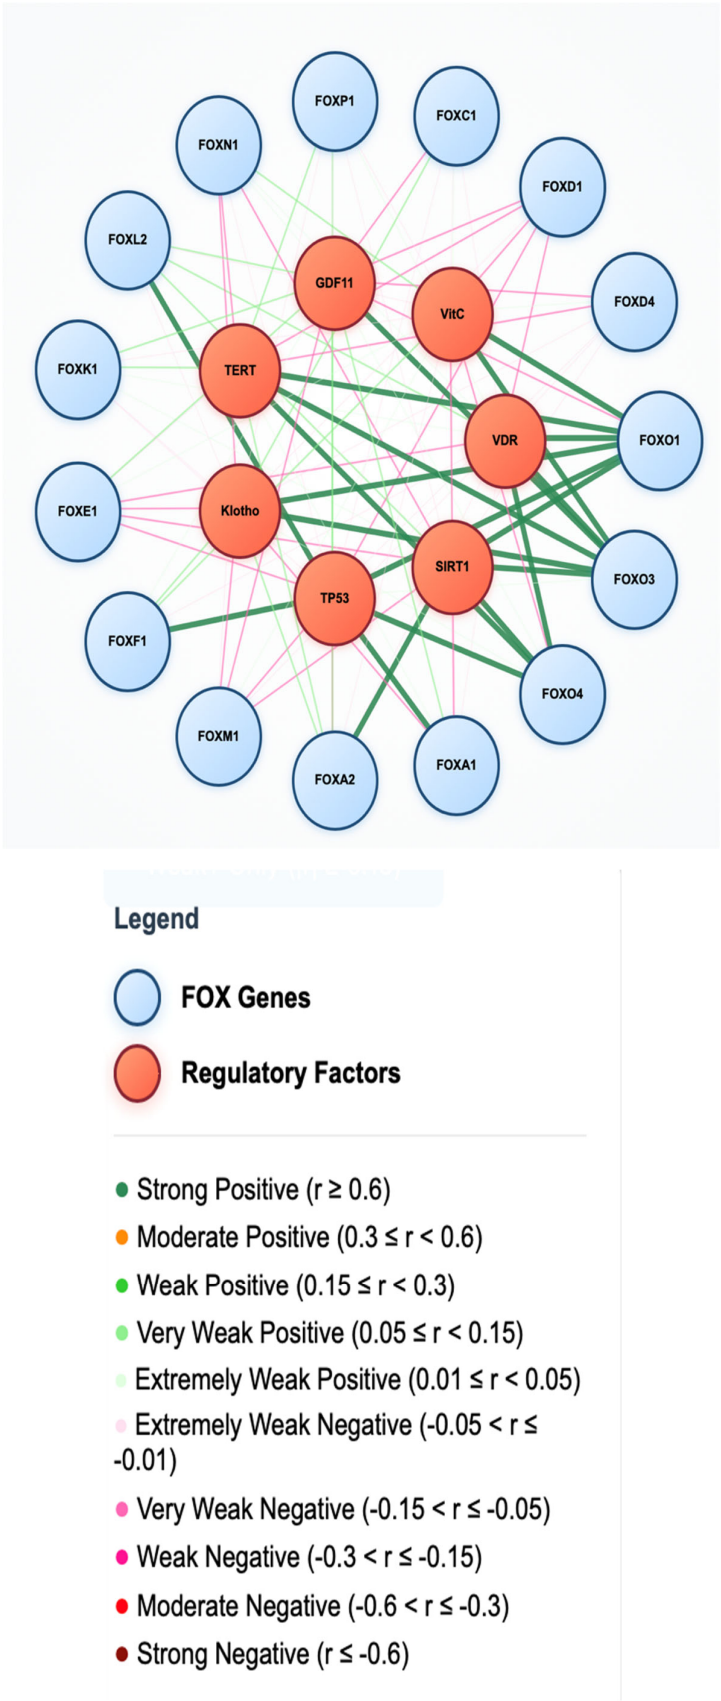 FOXP1
FOXC1
FOXN1
FOXD1
FOXL2
GDF11
FOXD4
VitC
FOXK1
TERT
FOXO1
VDR
FOXE1
Klotho
SIRT1
FOXO3
TP53
FOXF1
FOXO4
FOXM1
FOXA2
FOXA1
Legend
FOX Genes
Regulatory Factors
Strong Positive (r ≥ 0.6)
Moderate Positive (0.3 ≤ r < 0.6)
Weak Positive (0.15 ≤ r < 0.3)
Very Weak Positive (0.05 ≤ r < 0.15)
Extremely Weak Positive (0.01 ≤ r < 0.05)
Extremely Weak Negative (-0.05 < r ≤
-0.01)
Very Weak Negative (-0.15 < r ≤ -0.05)
Weak Negative (-0.3 < r ≤ -0.15)
Moderate Negative (-0.6 < r ≤ -0.3)
Strong Negative (r ≤ -0.6)